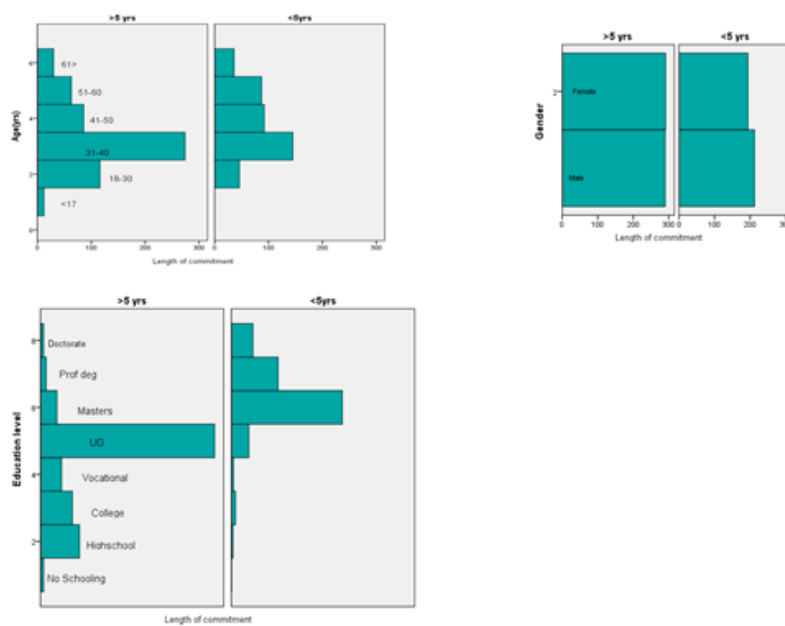 >5 yrs
<5yrs
Age(yrs)
6
4
2
0
61>
51-60
41-50
31-40
18-30
<17
0
100
200
300
0
100
200
300
Length of commitment
>5 yrs
<5 yrs
Gender
2
Female
Male
0
100
200
300
0
100
200
Length of commitment
>5 yrs
<5yrs
Education level
8
6
4
2
Doctorate
Prof deg
Masters
UG
Vocational
College
Highschool
No Schooling
Length of commitment